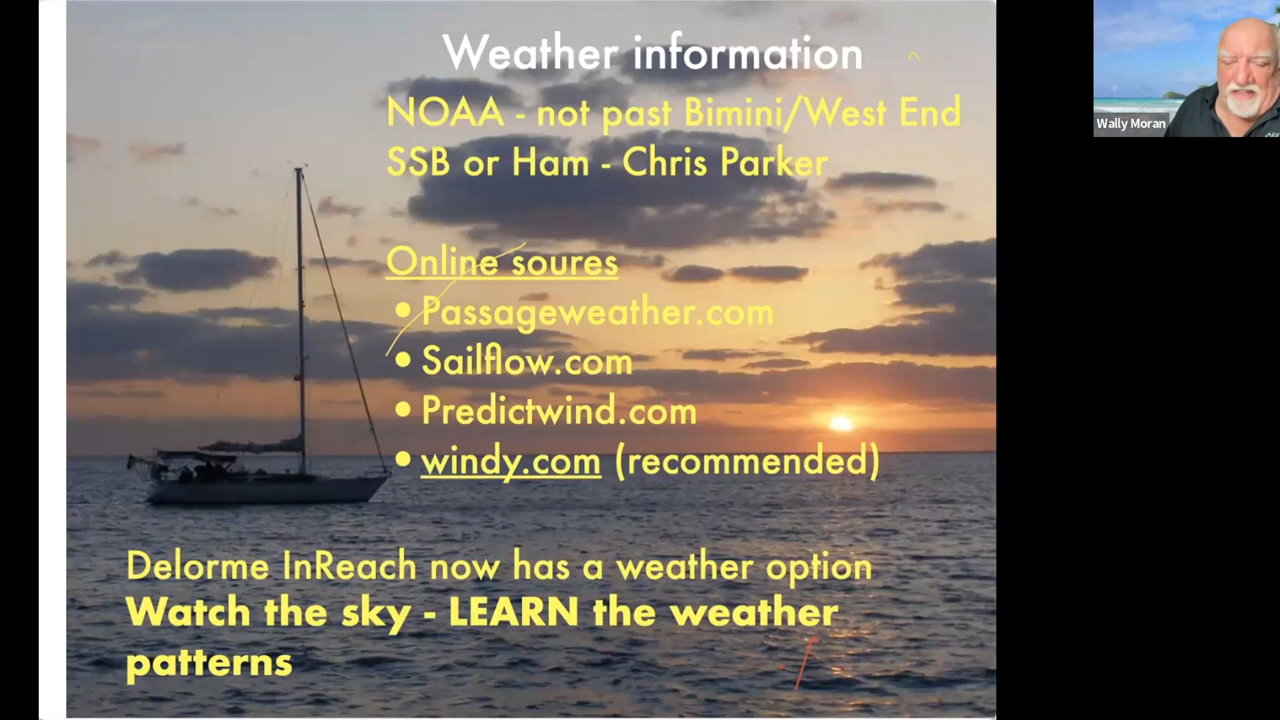 Weather information
NOAA - not past Bimini/West End
SSB or Ham - Chris Parker
Online soures
• Passageweather.com
• Sailflow.com
• Predictwind.com
• windy.com (recommended)
Delorme InReach now has a weather option
Watch the sky - LEARN the weather
patterns
Wally Moran